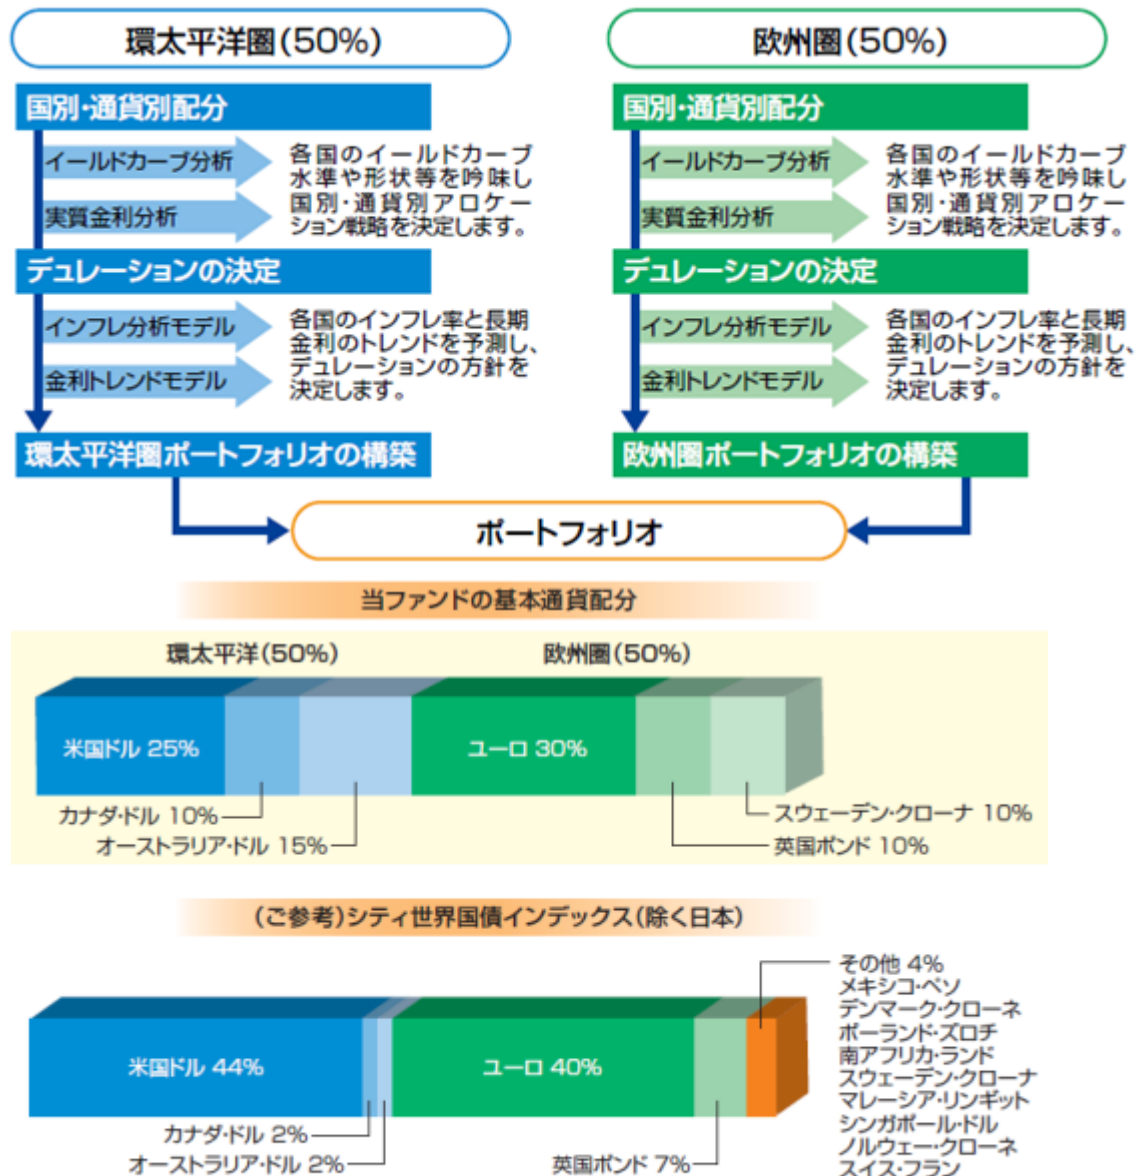 環太平洋圏(50%)
国別・通貨別配分
イールドカーブ分析
実質金利分析
各国のイールドカーブ
水準や形状等を吟味し
国別・通貨別アロケー
ション戦略を決定します。
デュレーションの決定
インフレ分析モデル
金利トレンドモデル
各国のインフレ率と長期
金利のトレンドを予測し、
デュレーションの方針を
決定します。
環太平洋圏ポートフォリオの構築
欧州圏(50%)
国別・通貨別配分
イールドカーブ分析
実質金利分析
各国のイールドカーブ
水準や形状等を吟味し
国別・通貨別アロケー
ション戦略を決定します。
デュレーションの決定
インフレ分析モデル
金利トレンドモデル
各国のインフレ率と長期
金利のトレンドを予測し、
デュレーションの方針を
決定します。
欧州圏ポートフォリオの構築
ポートフォリオ
当ファンドの基本通貨配分
環太平洋(50%)
欧州圏(50%)
米国ドル 25%
ユーロ 30%
カナダ・ドル 10%
オーストラリア・ドル 15%
スウェーデン・クローナ 10%
英国ポンド 10%
(ご参考)シティ世界国債インデックス(除く日本)
米国ドル 44%
ユーロ 40%
カナダ・ドル 2%
オーストラリア・ドル 2%
英国ポンド 7%
その他 4%
メキシコ・ペソ
デンマーク・クローネ
ポーランド・ズロチ
南アフリカ・ランド
スウェーデン・クローナ
マレーシア・リンギット
シンガポール・ドル
ノルウェー・クローネ
スイス・フラン